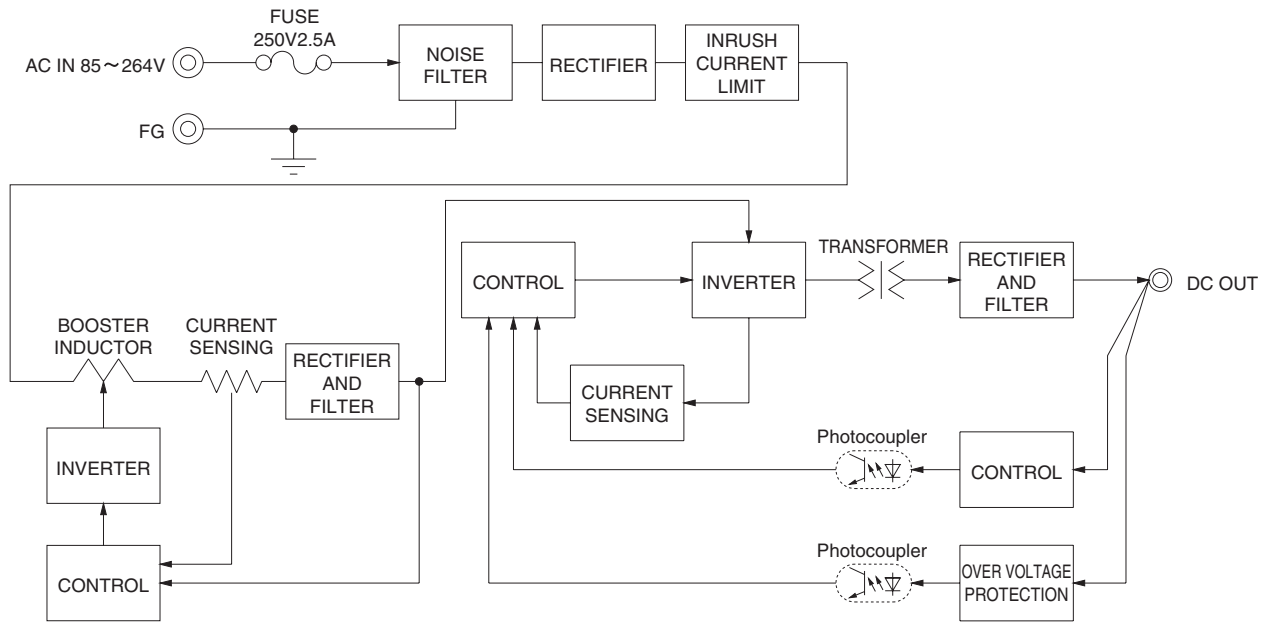 FUSE
250V2.5A
AC IN 85～264V
NOISE
FILTER
RECTIFIER
INRUSH
CURRENT
LIMIT
FG
CONTROL
INVERTER
TRANSFORMER
RECTIFIER
AND
FILTER
DC OUT
BOOSTER
INDUCTOR
CURRENT
SENSING
RECTIFIER
AND
FILTER
CURRENT
SENSING
INVERTER
Photocoupler
CONTROL
CONTROL
Photocoupler
OVER VOLTAGE
PROTECTION